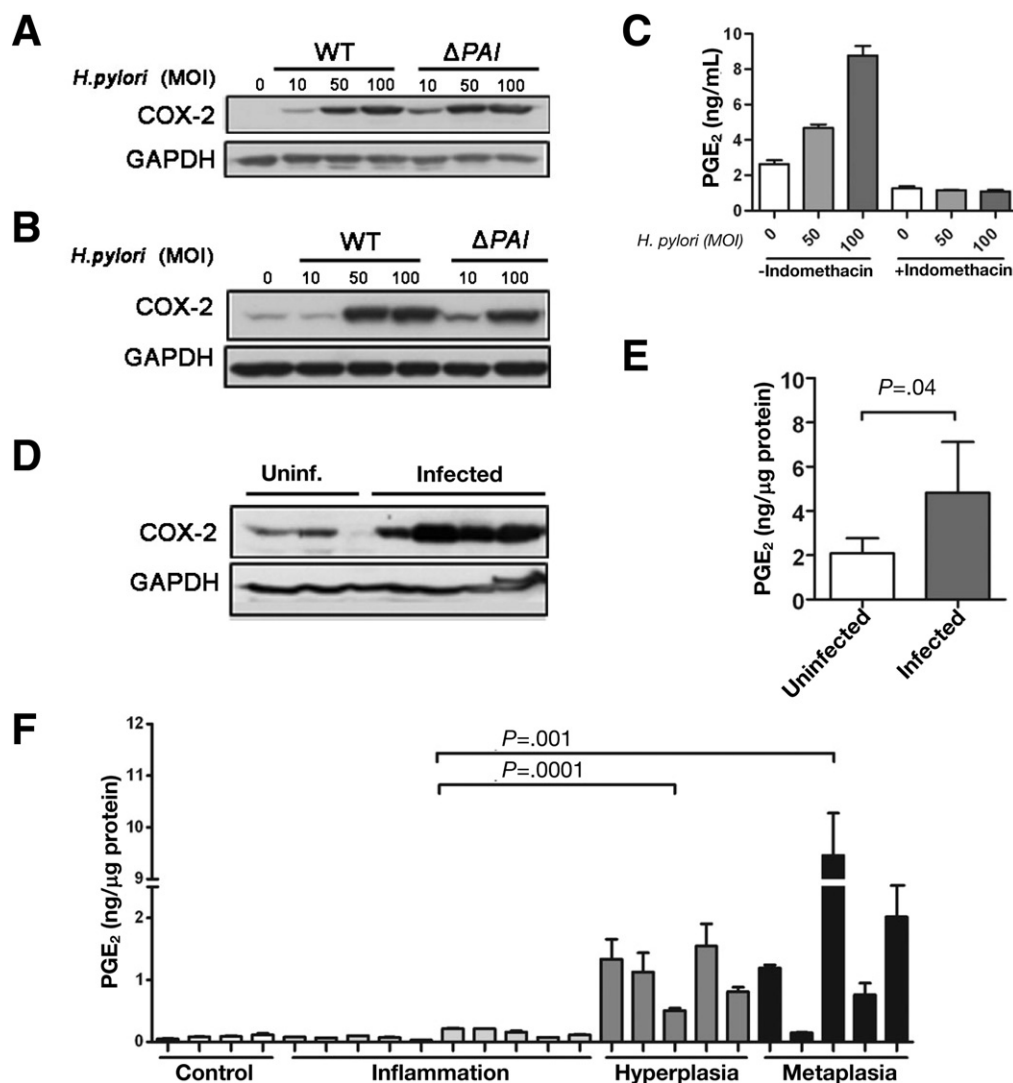 A
WT ΔPAI
H.pylori (MOI) 0 10 50 100 10 50 100
COX-2
GAPDH
B
WT ΔPAI
H.pylori (MOI) 0 10 50 100 10 100
COX-2
GAPDH
C
PGE2 (ng/mL)
10
8
6
4
2
0
H. pylori (MOI) 0 50 100 0 50 100
-Indomethacin +Indomethacin
D
Uninf. Infected
COX-2
GAPDH
E
PGE2 (ng/μg protein)
10
8
6
4
2
0
P=.04
Uninfected Infected
F
PGE2 (ng/μg protein)
12
11
10
9
2
1
0
P=.001
P=.0001
Control Inflammation Hyperplasia Metaplasia